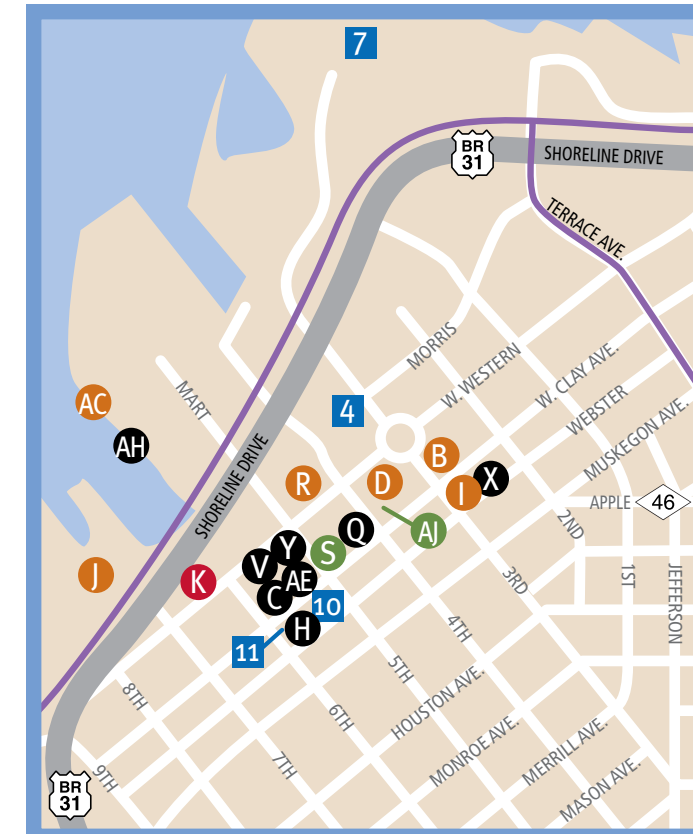 7
BR
31
SHORELINE DRIVE
TERRACE AVE.
MORRIS
W. WESTERN
W. CLAY AVE.
WEBSTER
MUSKEGON AVE.
MART
SHORELINE DRIVE
AC
AH
4
B
R
D
I
X
APPLE
46
AJ
Q
2ND
S
Y
V
AE
C
10
J
K
3RD
1ST
JEFFERSON
H
11
4TH
5TH
HOUSTON AVE.
6TH
MONROE AVE.
MERRILL AVE.
MASON AVE.
8TH
7TH
9TH
BR
31